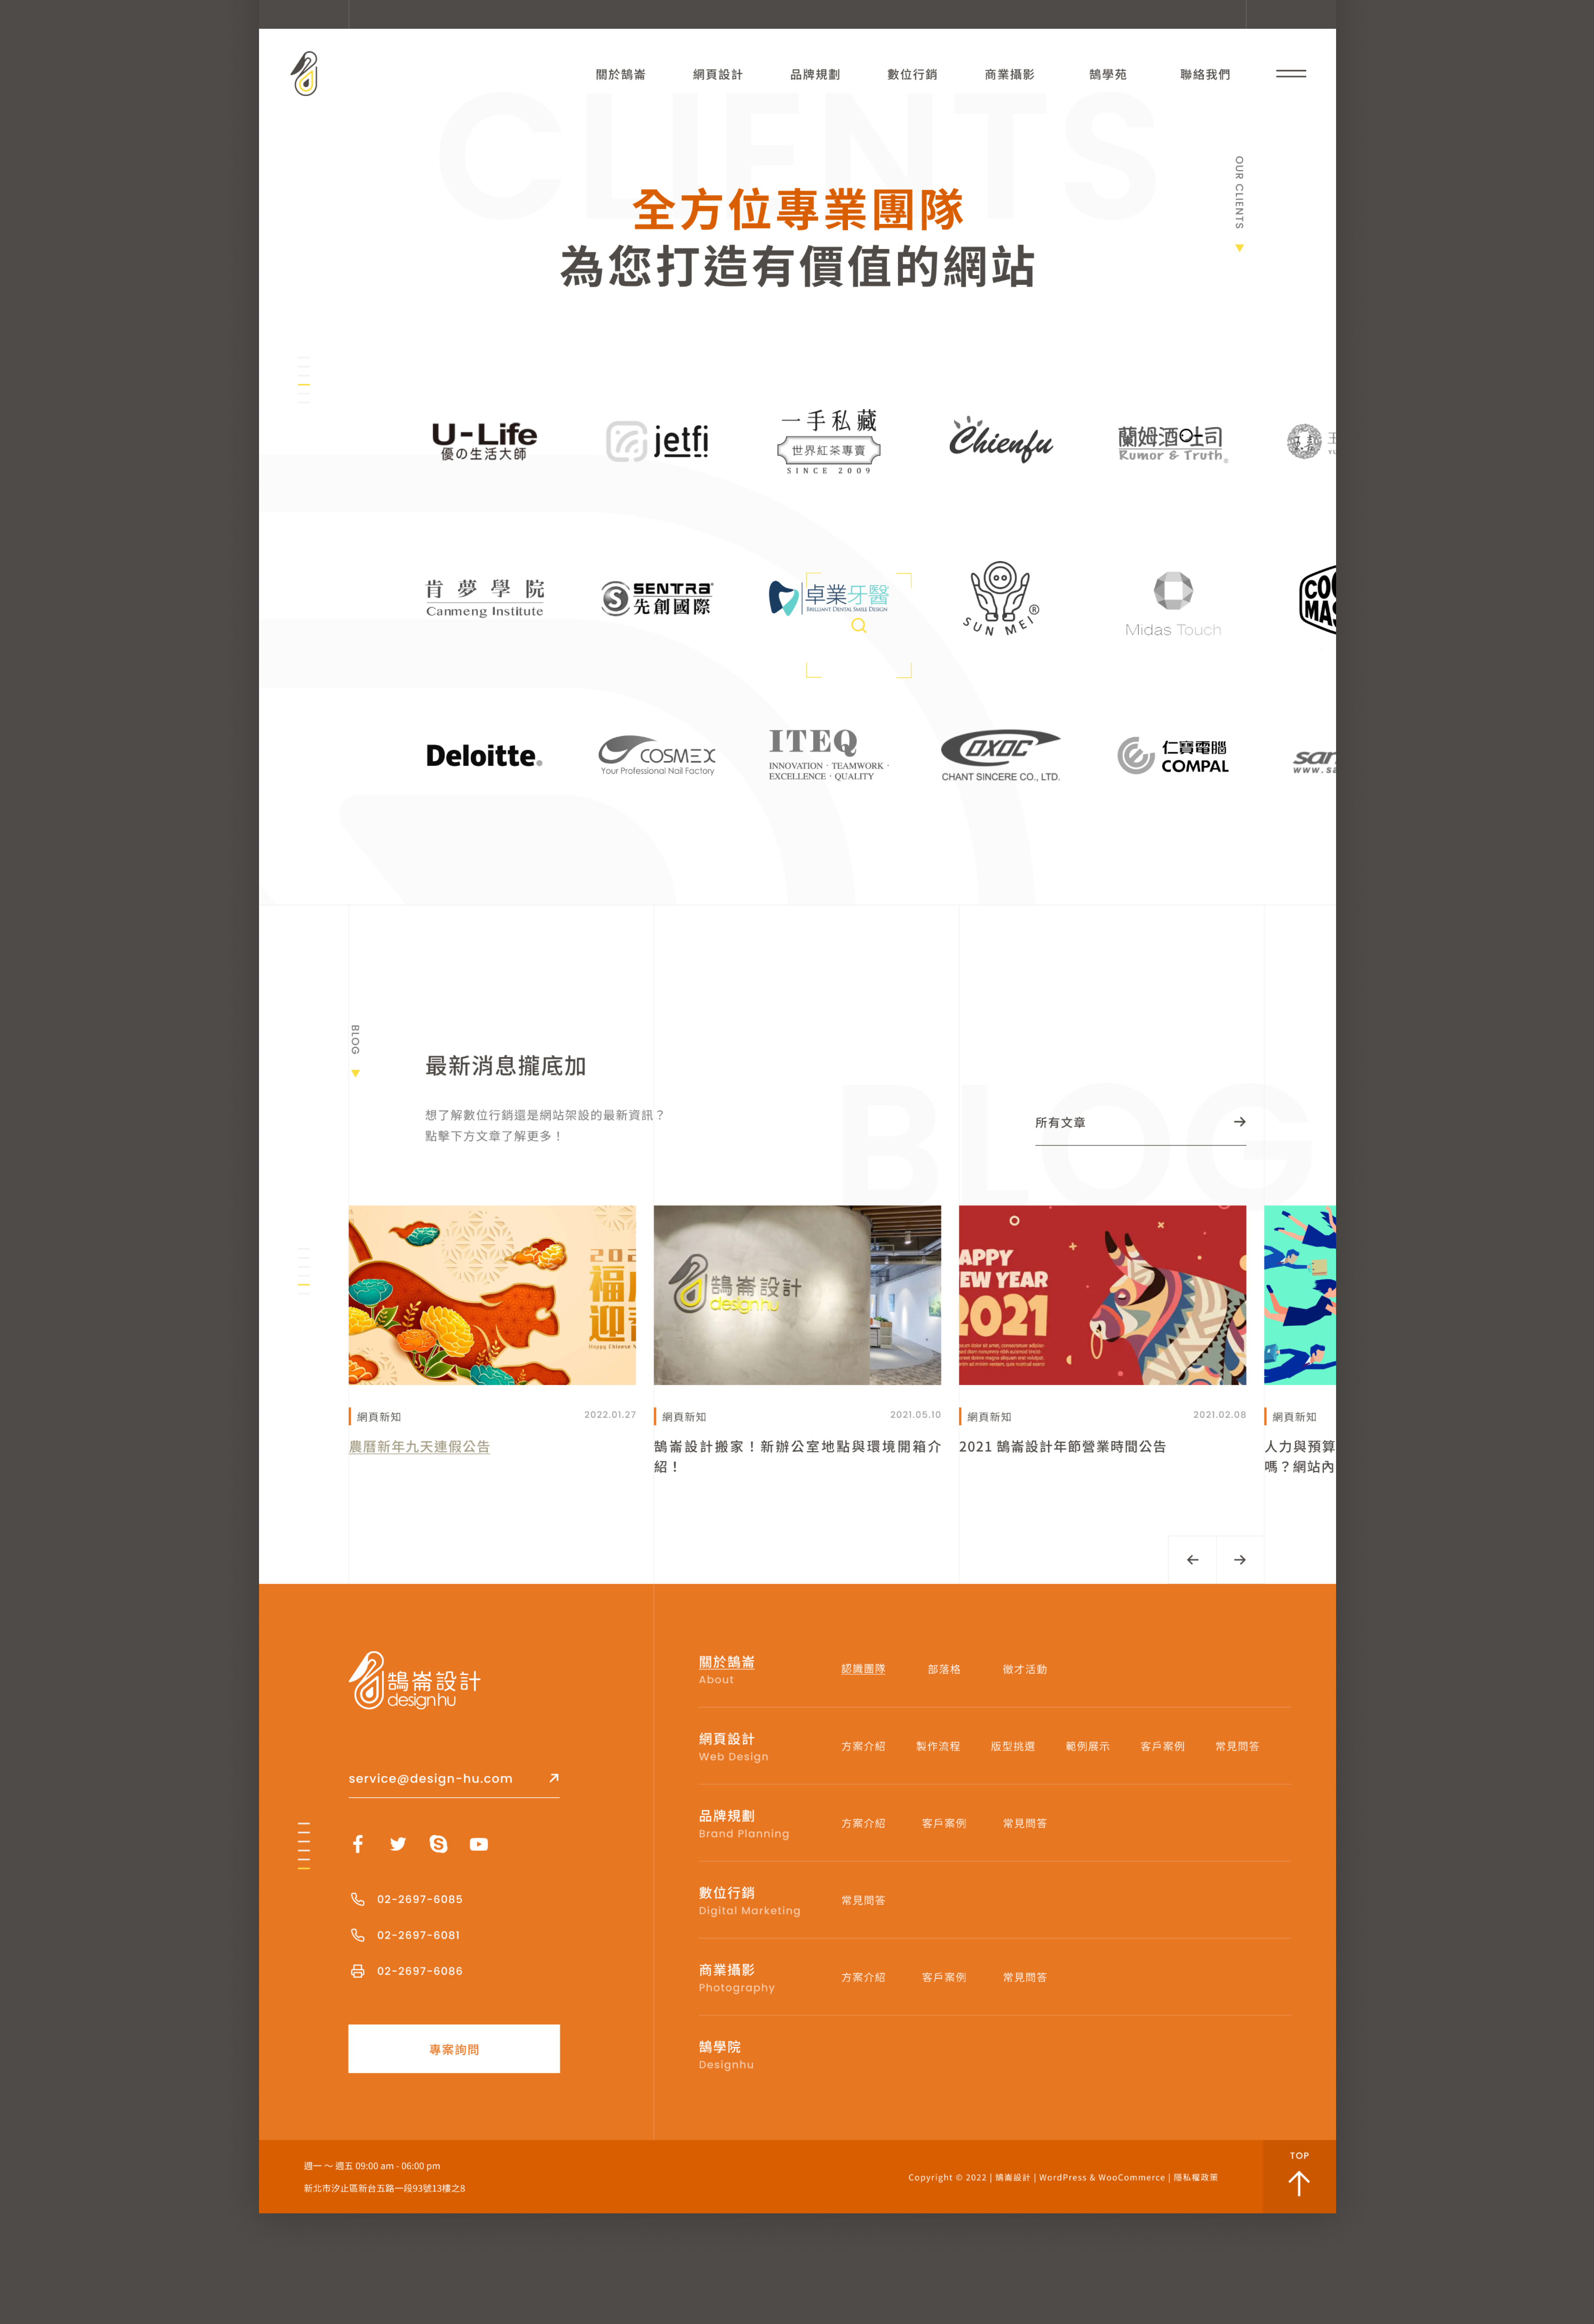 關於鵠崙
網頁設計
品牌規劃
數位行銷
商業攝影
鵠學苑
聯絡我們
CLIENTS
全方位專業團隊
為您打造有價值的網站
OUR CLIENTS
U-Life
優の生活大師
jetfi
一手私藏
世界紅茶專賣
SINCE 2009
Chienfu
蘭姆酒吐司
Rumor & Truth®
肯夢學院
Canmeng Institute
SENTRA®
先創國際
卓業牙醫
BRILLIANT DENTAL SMILE DESIGN
SUN MEI®
Midas Touch
Deloitte.
COSMEX
Your Professional Nail Factory
ITEQ
INNOVATION · TEAMWORK ·
EXCELLENCE · QUALITY
OXOC
CHANT SINCERE CO., LTD.
仁寶電腦
COMPAL
BLOG
最新消息攏底加
想了解數位行銷還是網站架設的最新資訊？
點擊下方文章了解更多！
BLOG
所有文章
鵠崙設計
designhu
APPY
EW YEAR
2021
網頁新知
2022.01.27
農曆新年九天連假公告
網頁新知
2021.05.10
鵠崙設計搬家！新辦公室地點與環境開箱介
紹！
網頁新知
2021.02.08
2021 鵠崙設計年節營業時間公告
網頁新知
人力與預算
嗎？網站內
鵠崙設計
designhu
service@design-hu.com
02-2697-6085
02-2697-6081
02-2697-6086
專案詢問
關於鵠崙
About
認識團隊
部落格
徵才活動
網頁設計
Web Design
方案介紹
製作流程
版型挑選
範例展示
客戶案例
常見問答
品牌規劃
Brand Planning
方案介紹
客戶案例
常見問答
數位行銷
Digital Marketing
常見問答
商業攝影
Photography
方案介紹
客戶案例
常見問答
鵠學院
Designhu
週一 ～ 週五 09:00 am - 06:00 pm
新北市汐止區新台五路一段93號13樓之8
Copyright © 2022 | 鵠崙設計 | WordPress & WooCommerce | 隱私權政策
TOP